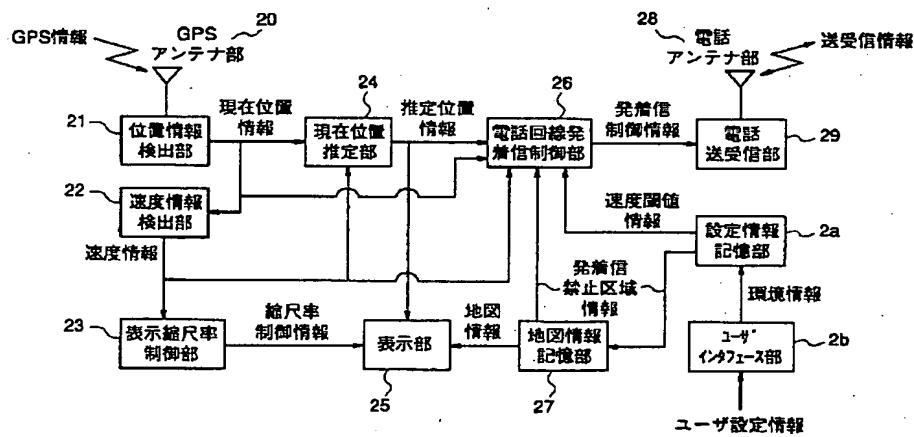 20
28
GPS情報
GPS
アンテナ部
電話
アンテナ部
送受信情報
24
26
21
現在位置
情報
推定位置
情報
発着信
制御情報
29
位置情報
検出部
現在位置
推定部
電話回線発
着信制御部
電話
送受信部
22
速度情報
検出部
速度閾値
情報
設定情報
記憶部
2a
速度情報
発着信
禁止区域
情報
環境情報
23
縮尺率
制御情報
地図
情報
表示縮尺率
制御部
表示部
地図情報
記憶部
ユーザ
インタフェース部
2b
25
27
ユーザ設定情報